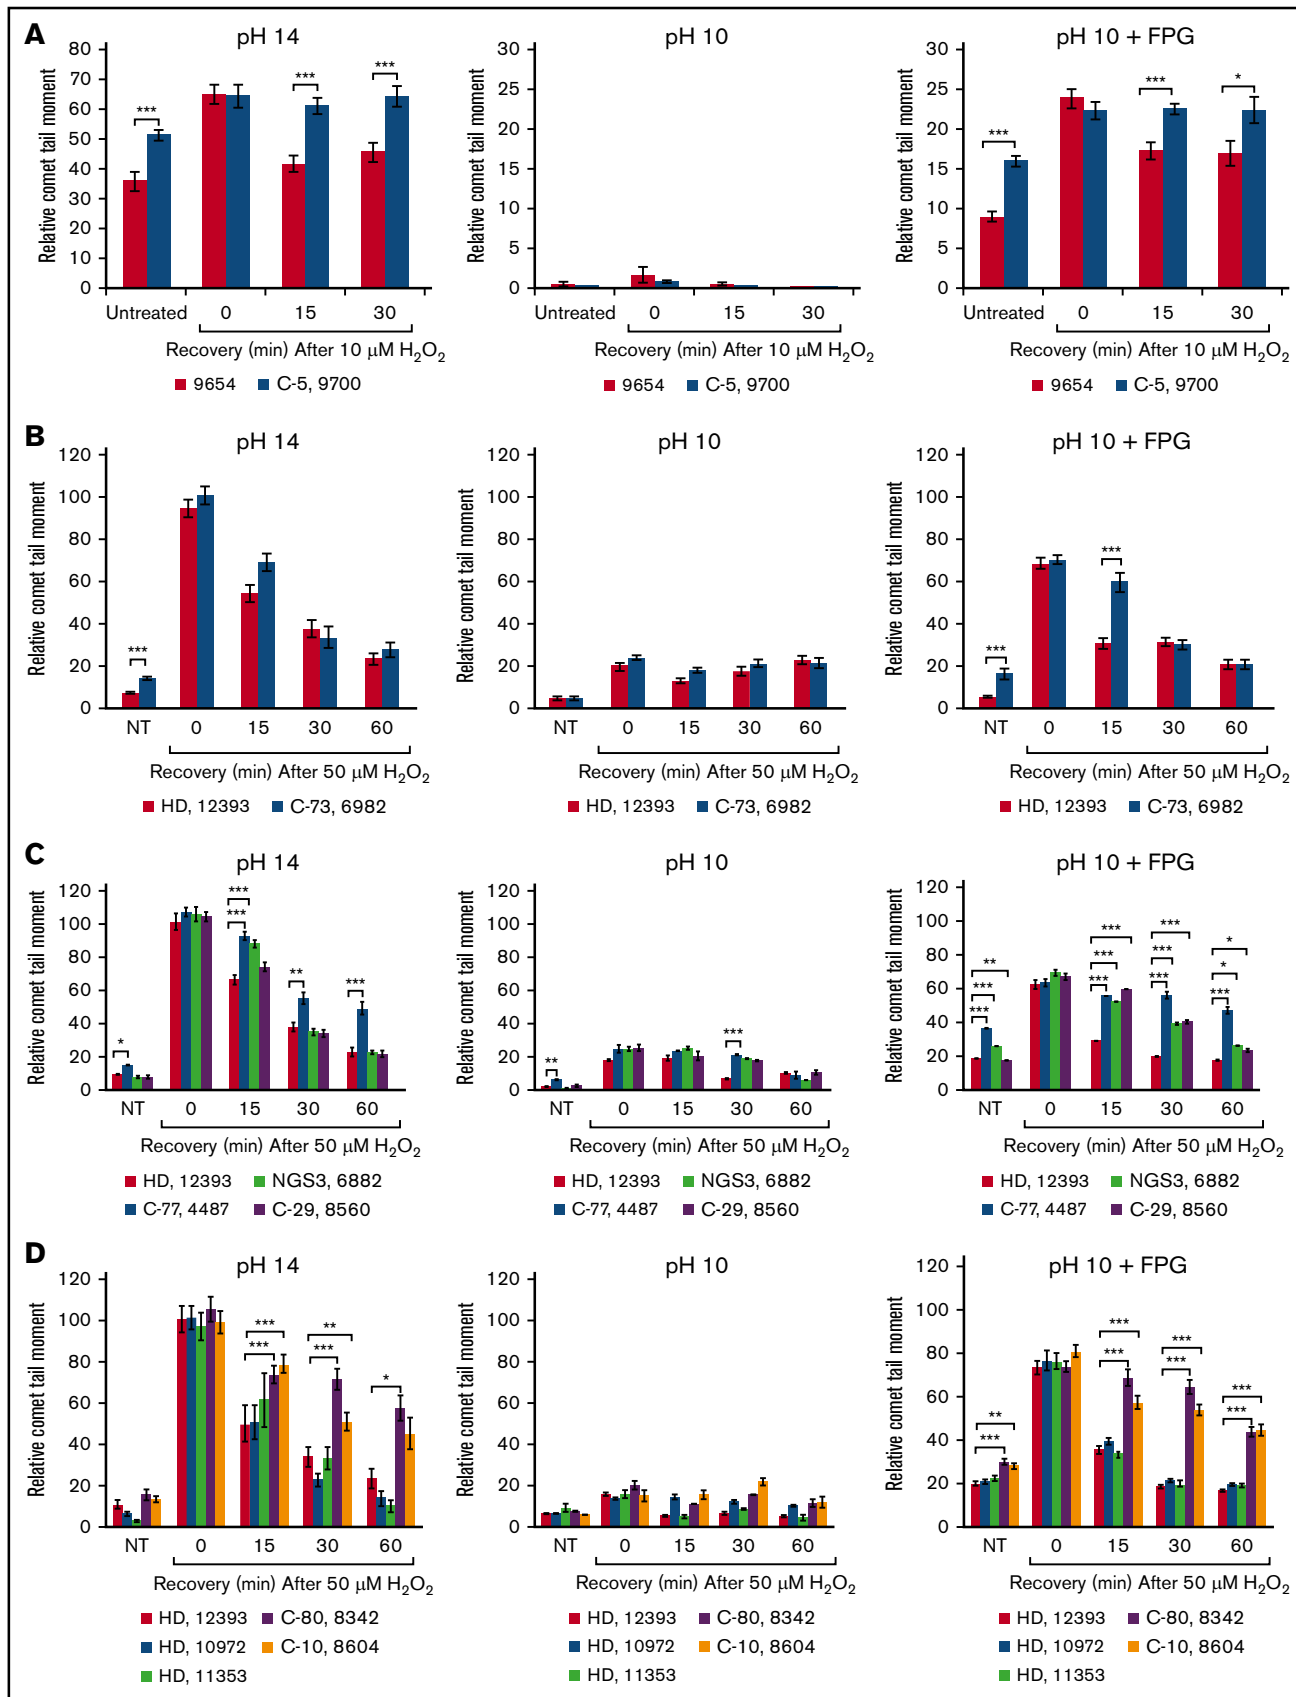 A
pH 14
pH 10
pH 10 + FPG
Relative comet tail moment
80
70
60
50
40
30
20
10
0
***
***
***
Untreated
0
15
30
Recovery (min) After 10 μM H₂O₂
9654
C-5, 9700
Relative comet tail moment
30
25
20
15
10
5
0
Untreated
0
15
30
Recovery (min) After 10 μM H₂O₂
9654
C-5, 9700
Relative comet tail moment
30
25
20
15
10
5
0
***
***
*
Untreated
0
15
30
Recovery (min) After 10 μM H₂O₂
9654
C-5, 9700
B
pH 14
pH 10
pH 10 + FPG
Relative comet tail moment
120
100
80
60
40
20
0
***
NT
0
15
30
60
Recovery (min) After 50 μM H₂O₂
HD, 12393
C-73, 6982
Relative comet tail moment
120
100
80
60
40
20
0
NT
0
15
30
60
Recovery (min) After 50 μM H₂O₂
HD, 12393
C-73, 6982
Relative comet tail moment
120
100
80
60
40
20
0
***
***
NT
0
15
30
60
Recovery (min) After 50 μM H₂O₂
HD, 12393
C-73, 6982
C
pH 14
pH 10
pH 10 + FPG
Relative comet tail moment
120
100
80
60
40
20
0
*
***
***
**
***
NT
0
15
30
60
Recovery (min) After 50 μM H₂O₂
HD, 12393
NGS3, 6882
C-77, 4487
C-29, 8560
Relative comet tail moment
120
100
80
60
40
20
0
**
***
NT
0
15
30
60
Recovery (min) After 50 μM H₂O₂
HD, 12393
NGS3, 6882
C-77, 4487
C-29, 8560
Relative comet tail moment
120
100
80
60
40
20
0
**
***
***
***
***
***
***
***
***
*
*
***
NT
0
15
30
60
Recovery (min) After 50 μM H₂O₂
HD, 12393
NGS3, 6882
C-77, 4487
C-29, 8560
D
pH 14
pH 10
pH 10 + FPG
Relative comet tail moment
120
100
80
60
40
20
0
***
***
**
***
*
NT
0
15
30
60
Recovery (min) After 50 μM H₂O₂
HD, 12393
C-80, 8342
HD, 10972
C-10, 8604
HD, 11353
Relative comet tail moment
120
100
80
60
40
20
0
NT
0
15
30
60
Recovery (min) After 50 μM H₂O₂
HD, 12393
C-80, 8342
HD, 10972
C-10, 8604
HD, 11353
Relative comet tail moment
120
100
80
60
40
20
0
**
***
***
***
***
***
***
***
NT
0
15
30
60
Recovery (min) After 50 μM H₂O₂
HD, 12393
C-80, 8342
HD, 10972
C-10, 8604
HD, 11353